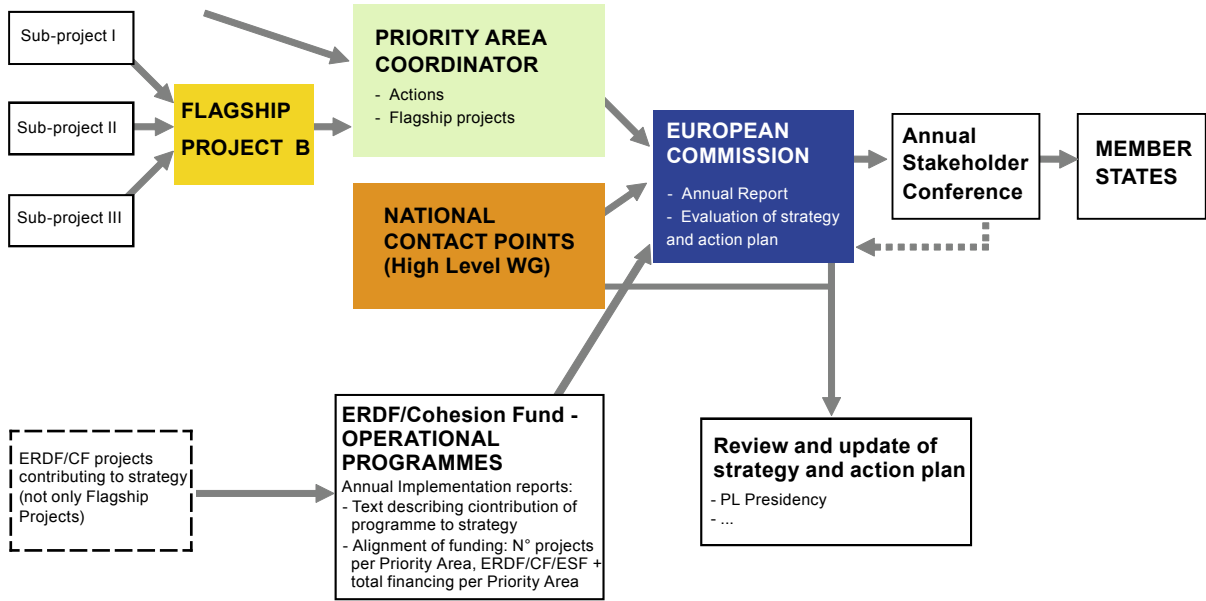 Sub-project I
Sub-project II
Sub-project III
FLAGSHIP
PROJECT B
PRIORITY AREA
COORDINATOR
- Actions
- Flagship projects
NATIONAL
CONTACT POINTS
(High Level WG)
EUROPEAN
COMMISSION
- Annual Report
- Evaluation of strategy
and action plan
Annual
Stakeholder
Conference
MEMBER
STATES
ERDF/CF projects
contributing to strategy
(not only Flagship
Projects)
ERDF/Cohesion Fund -
OPERATIONAL
PROGRAMMES
Annual Implementation reports:
- Text describing ciontribution of
programme to strategy
- Alignment of funding: N° projects
per Priority Area, ERDF/CF/ESF +
total financing per Priority Area
Review and update of
strategy and action plan
- PL Presidency
- ...